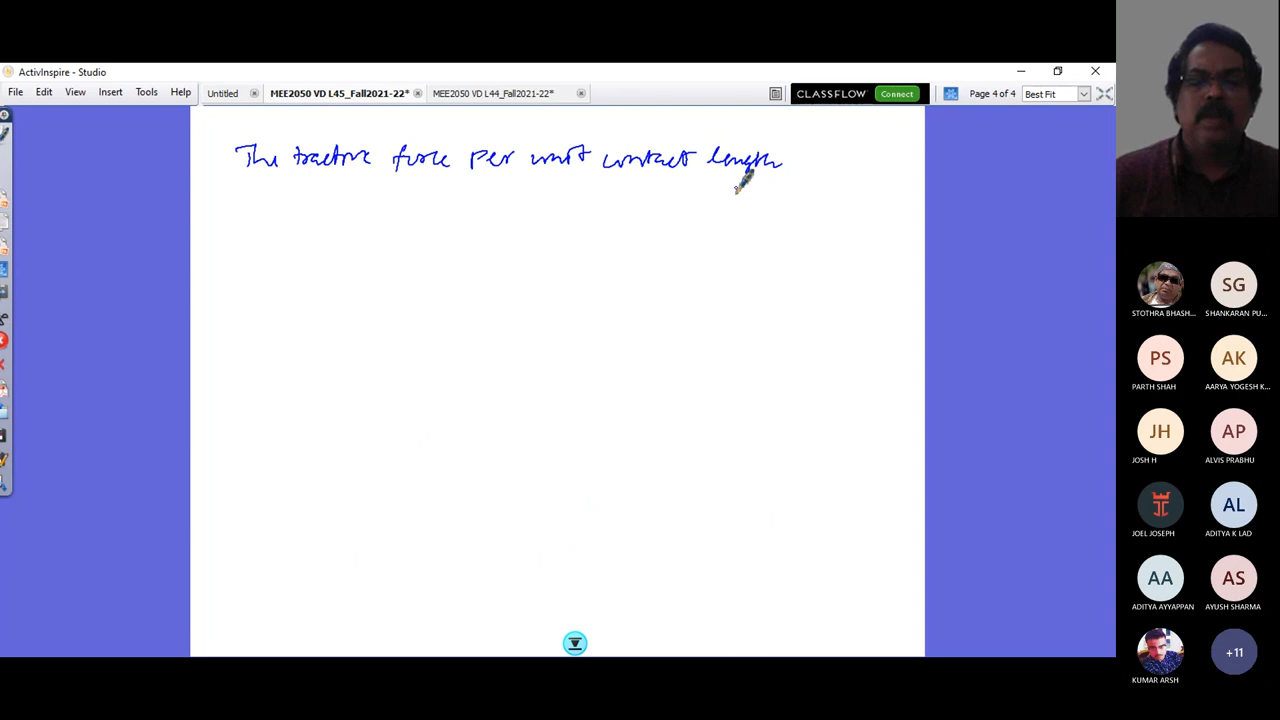 ActivInspire - Studio
File Edit View Insert Tools Help
Untitled
MEE2050 VD L45_Fall2021-22*
MEE2050 VD L44_Fall2021-22*
CLASSFLOW Connect
Page 4 of 4
Best Fit
The tractive force per unit contact length
STOTHRA BHASH...
SG
SHANKARAN PU...
PS
PARTH SHAH
AK
AARYA YOGESH K...
JH
JOSH H
AP
ALVIS PRABHU
JOEL JOSEPH
AL
ADITYA K LAD
AA
ADITYA AYYAPPAN
AS
AYUSH SHARMA
KUMAR ARSH
+11